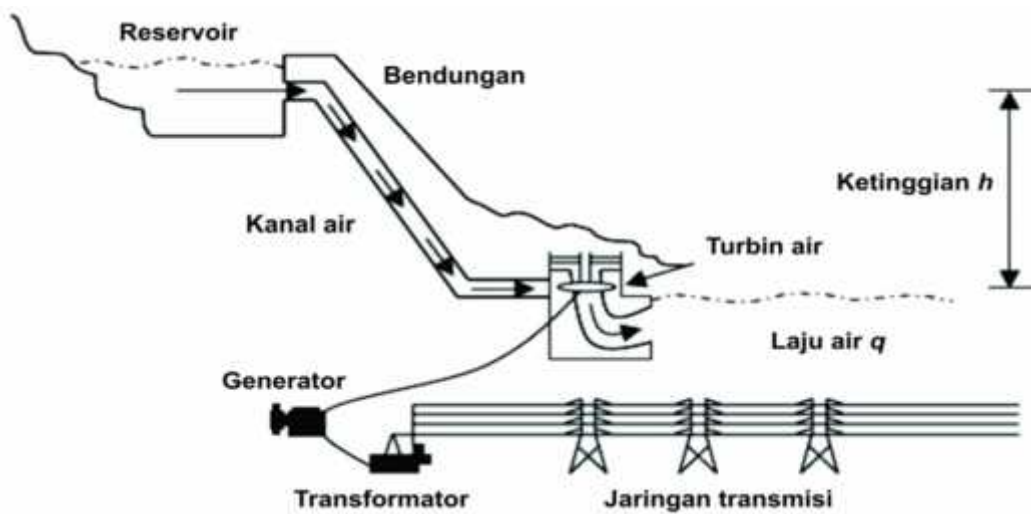 Reservoir
Bendungan
Ketinggian h
Kanal air
Turbin air
Laju air q
Generator
Transformator
Jaringan transmisi